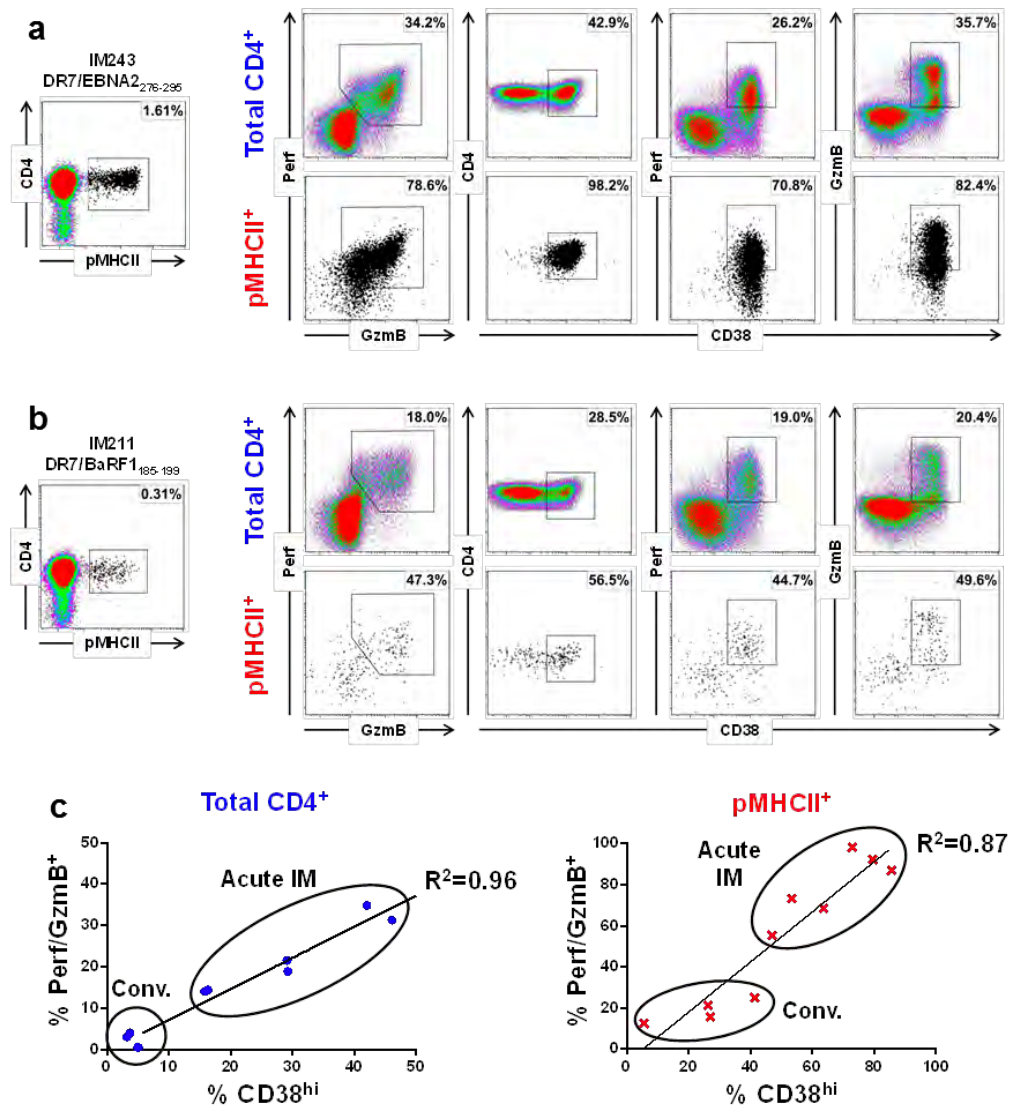 a
IM243
DR7/EBNA2276-295
1.61%
CD4
pMHCII
Total CD4+
34.2%
42.9%
26.2%
35.7%
Perf
CD4
Perf
GzmB
pMHCII+
78.6%
98.2%
70.8%
82.4%
GzmB
CD38
b
IM211
DR7/BaRF1185-199
0.31%
CD4
pMHCII
Total CD4+
18.0%
28.5%
19.0%
20.4%
Perf
CD4
Perf
GzmB
pMHCII+
47.3%
56.5%
44.7%
49.6%
GzmB
CD38
c
Total CD4+
% Perf/GzmB+
50
40
30
20
10
0
Acute IM
R2=0.96
Conv.
0 10 20 30 40 50
% CD38hi
pMHCII+
% Perf/GzmB+
100
80
60
40
20
0
Acute
IM
R2=0.87
Conv.
0 20 40 60 80 100
% CD38hi